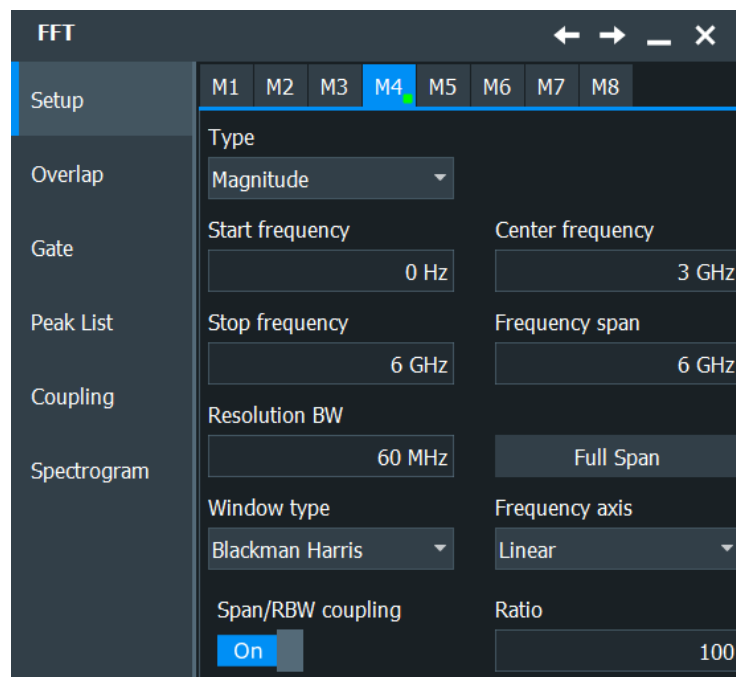 FFT
Setup
Overlap
Gate
Peak List
Coupling
Spectrogram
M1 M2 M3 M4 M5 M6 M7 M8
Type
Magnitude
Start frequency Center frequency
0 Hz 3 GHz
Stop frequency Frequency span
6 GHz 6 GHz
Resolution BW
60 MHz Full Span
Window type Frequency axis
Blackman Harris Linear
Span/RBW coupling Ratio
On 100